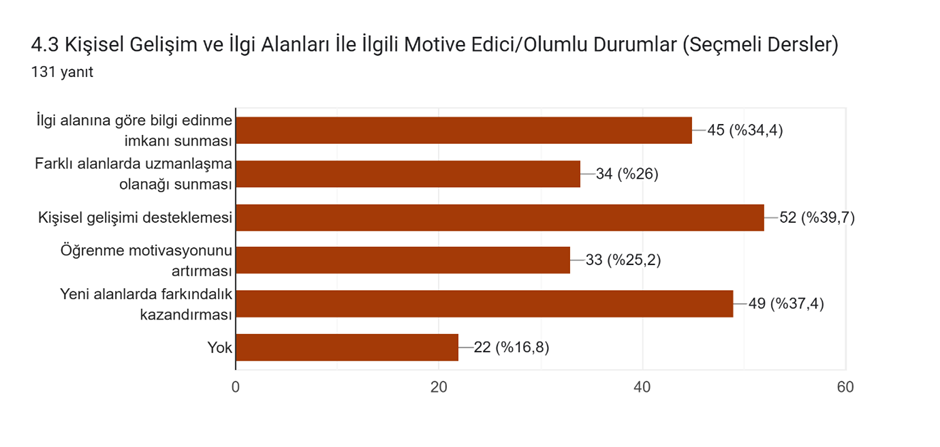 4.3 Kişisel Gelişim ve İlgi Alanları İle İlgili Motive Edici/Olumlu Durumlar (Seçmeli Dersler)
131 yanıt
İlgi alanına göre bilgi edinme
imkanı sunması
45 (%34,4)
Farklı alanlarda uzmanlaşma
olanağı sunması
34 (%26)
Kişisel gelişimi desteklemesi
52 (%39,7)
Öğrenme motivasyonunu
artırması
33 (%25,2)
Yeni alanlarda farkındalık
kazandırması
49 (%37,4)
Yok
22 (%16,8)
0 20 40 60